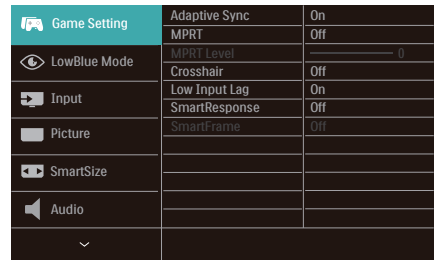 Game Setting
LowBlue Mode
Input
Picture
SmartSize
Audio
Adaptive Sync On
MPRT Off
MPRT Level 0
Crosshair Off
Low Input Lag On
SmartResponse Off
SmartFrame Off